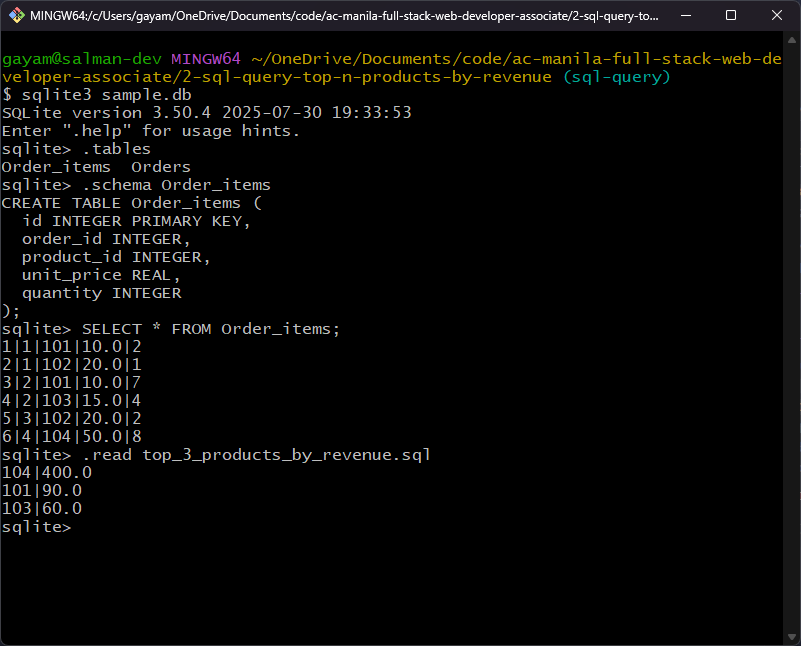 MINGW64:/c/Users/gayam/OneDrive/Documents/code/ac-manila-full-stack-web-developer-associate/2-sql-query-to...
gayam@salman-dev MINGW64 ~/OneDrive/Documents/code/ac-manila-full-stack-web-de
veloper-associate/2-sql-query-top-n-products-by-revenue (sql-query)
$ sqlite3 sample.db
SQLite version 3.50.4 2025-07-30 19:33:53
Enter ".help" for usage hints.
sqlite> .tables
Order_items  Orders
sqlite> .schema Order_items
CREATE TABLE Order_items (
  id INTEGER PRIMARY KEY,
  order_id INTEGER,
  product_id INTEGER,
  unit_price REAL,
  quantity INTEGER
);
sqlite> SELECT * FROM Order_items;
1|1|101|10.0|2
2|1|102|20.0|1
3|2|101|10.0|7
4|2|103|15.0|4
5|3|102|20.0|2
6|4|104|50.0|8
sqlite> .read top_3_products_by_revenue.sql
104|400.0
101|90.0
103|60.0
sqlite>